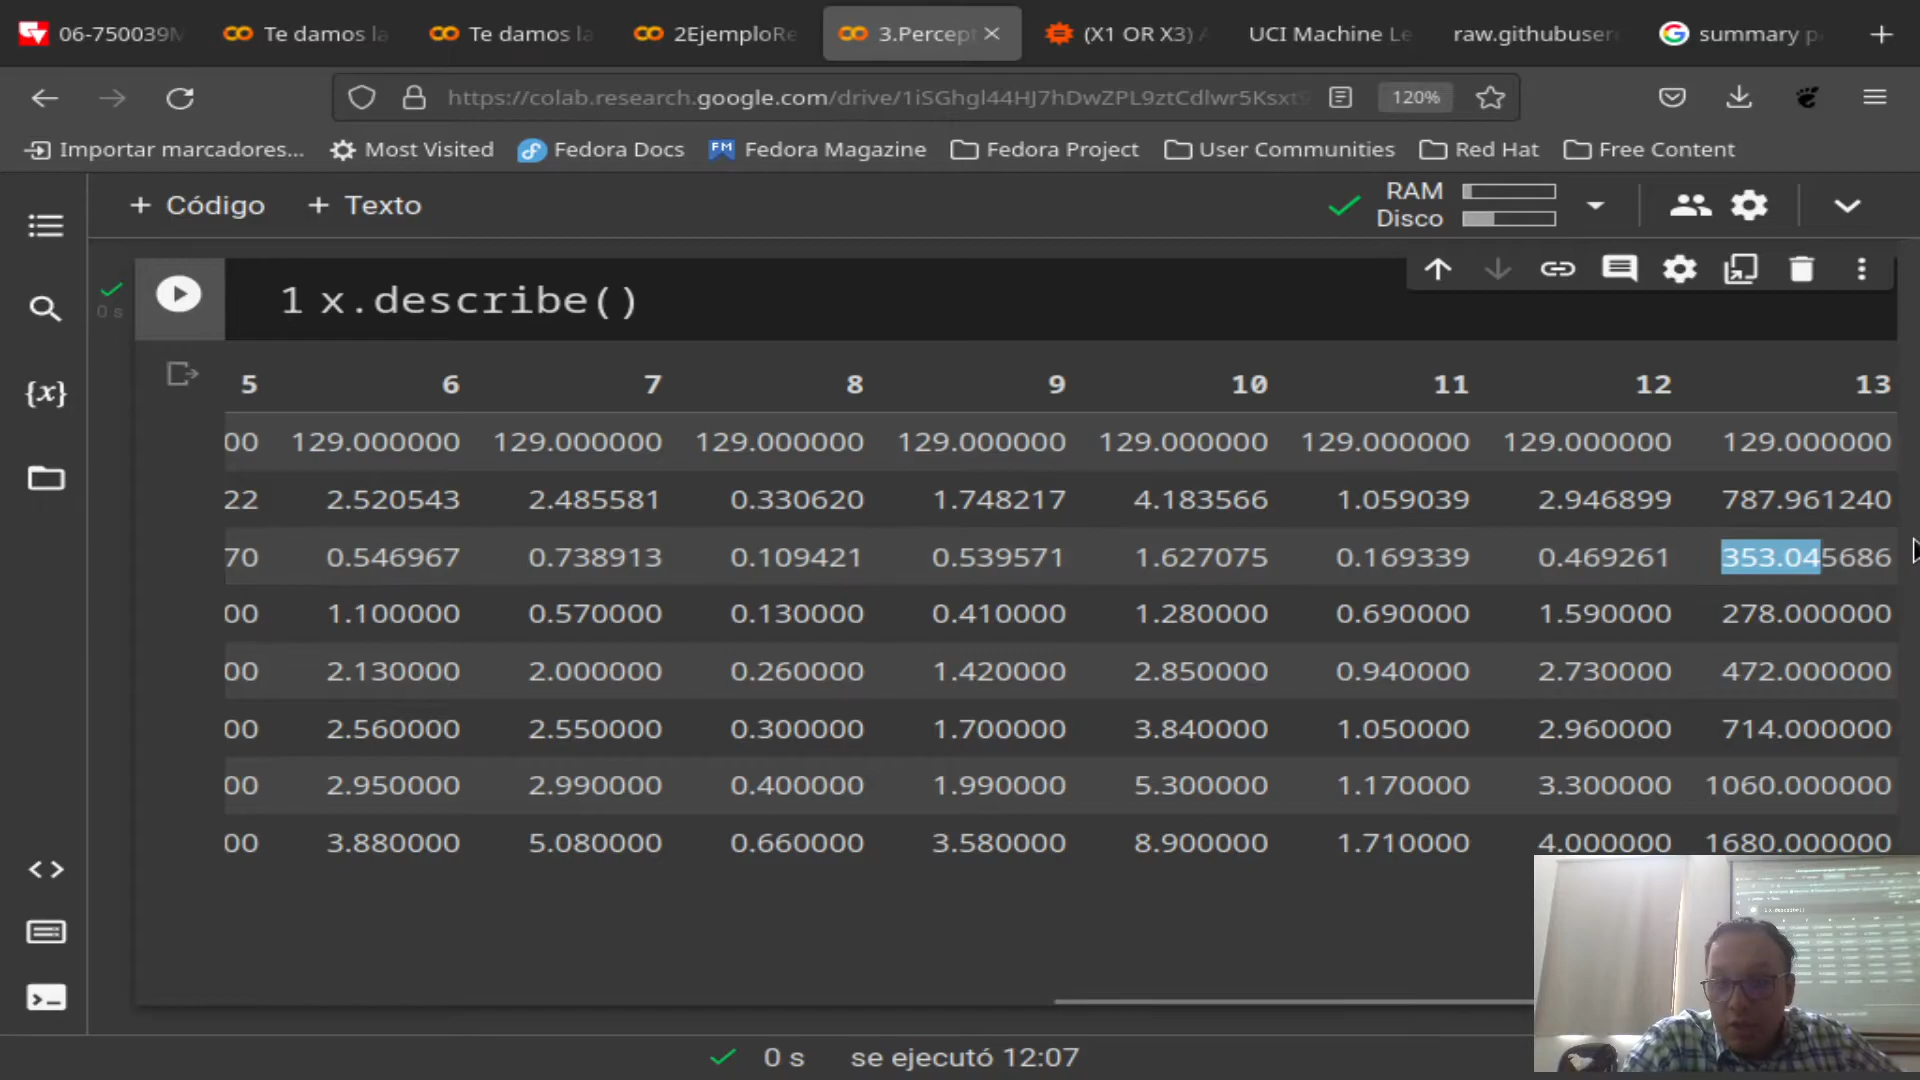 06-750039M
Te damos la
Te damos la
2EjemploRe
3.Percept
(X1 OR X3) A
UCI Machine Le
raw.githubuser
summary p
https://colab.research.google.com/drive/1iSGhgl44HJ7hDwZPL9ztCdlwr5Ksxt
120%
Importar marcadores...
Most Visited
Fedora Docs
FM
Fedora Magazine
Fedora Project
User Communities
Red Hat
Free Content
+ Código
+ Texto
RAM
Disco
0 s
1 x.describe()
5 6 7 8 9 10 11 12 13
00 129.000000 129.000000 129.000000 129.000000 129.000000 129.000000 129.000000 129.000000
22 2.520543 2.485581 0.330620 1.748217 4.183566 1.059039 2.946899 787.961240
70 0.546967 0.738913 0.109421 0.539571 1.627075 0.169339 0.469261 353.045686
00 1.100000 0.570000 0.130000 0.410000 1.280000 0.690000 1.590000 278.000000
00 2.130000 2.000000 0.260000 1.420000 2.850000 0.940000 2.730000 472.000000
00 2.560000 2.550000 0.300000 1.700000 3.840000 1.050000 2.960000 714.000000
00 2.950000 2.990000 0.400000 1.990000 5.300000 1.170000 3.300000 1060.000000
00 3.880000 5.080000 0.660000 3.580000 8.900000 1.710000 4.000000 1680.000000
{x}
0 s se ejecutó 12:07